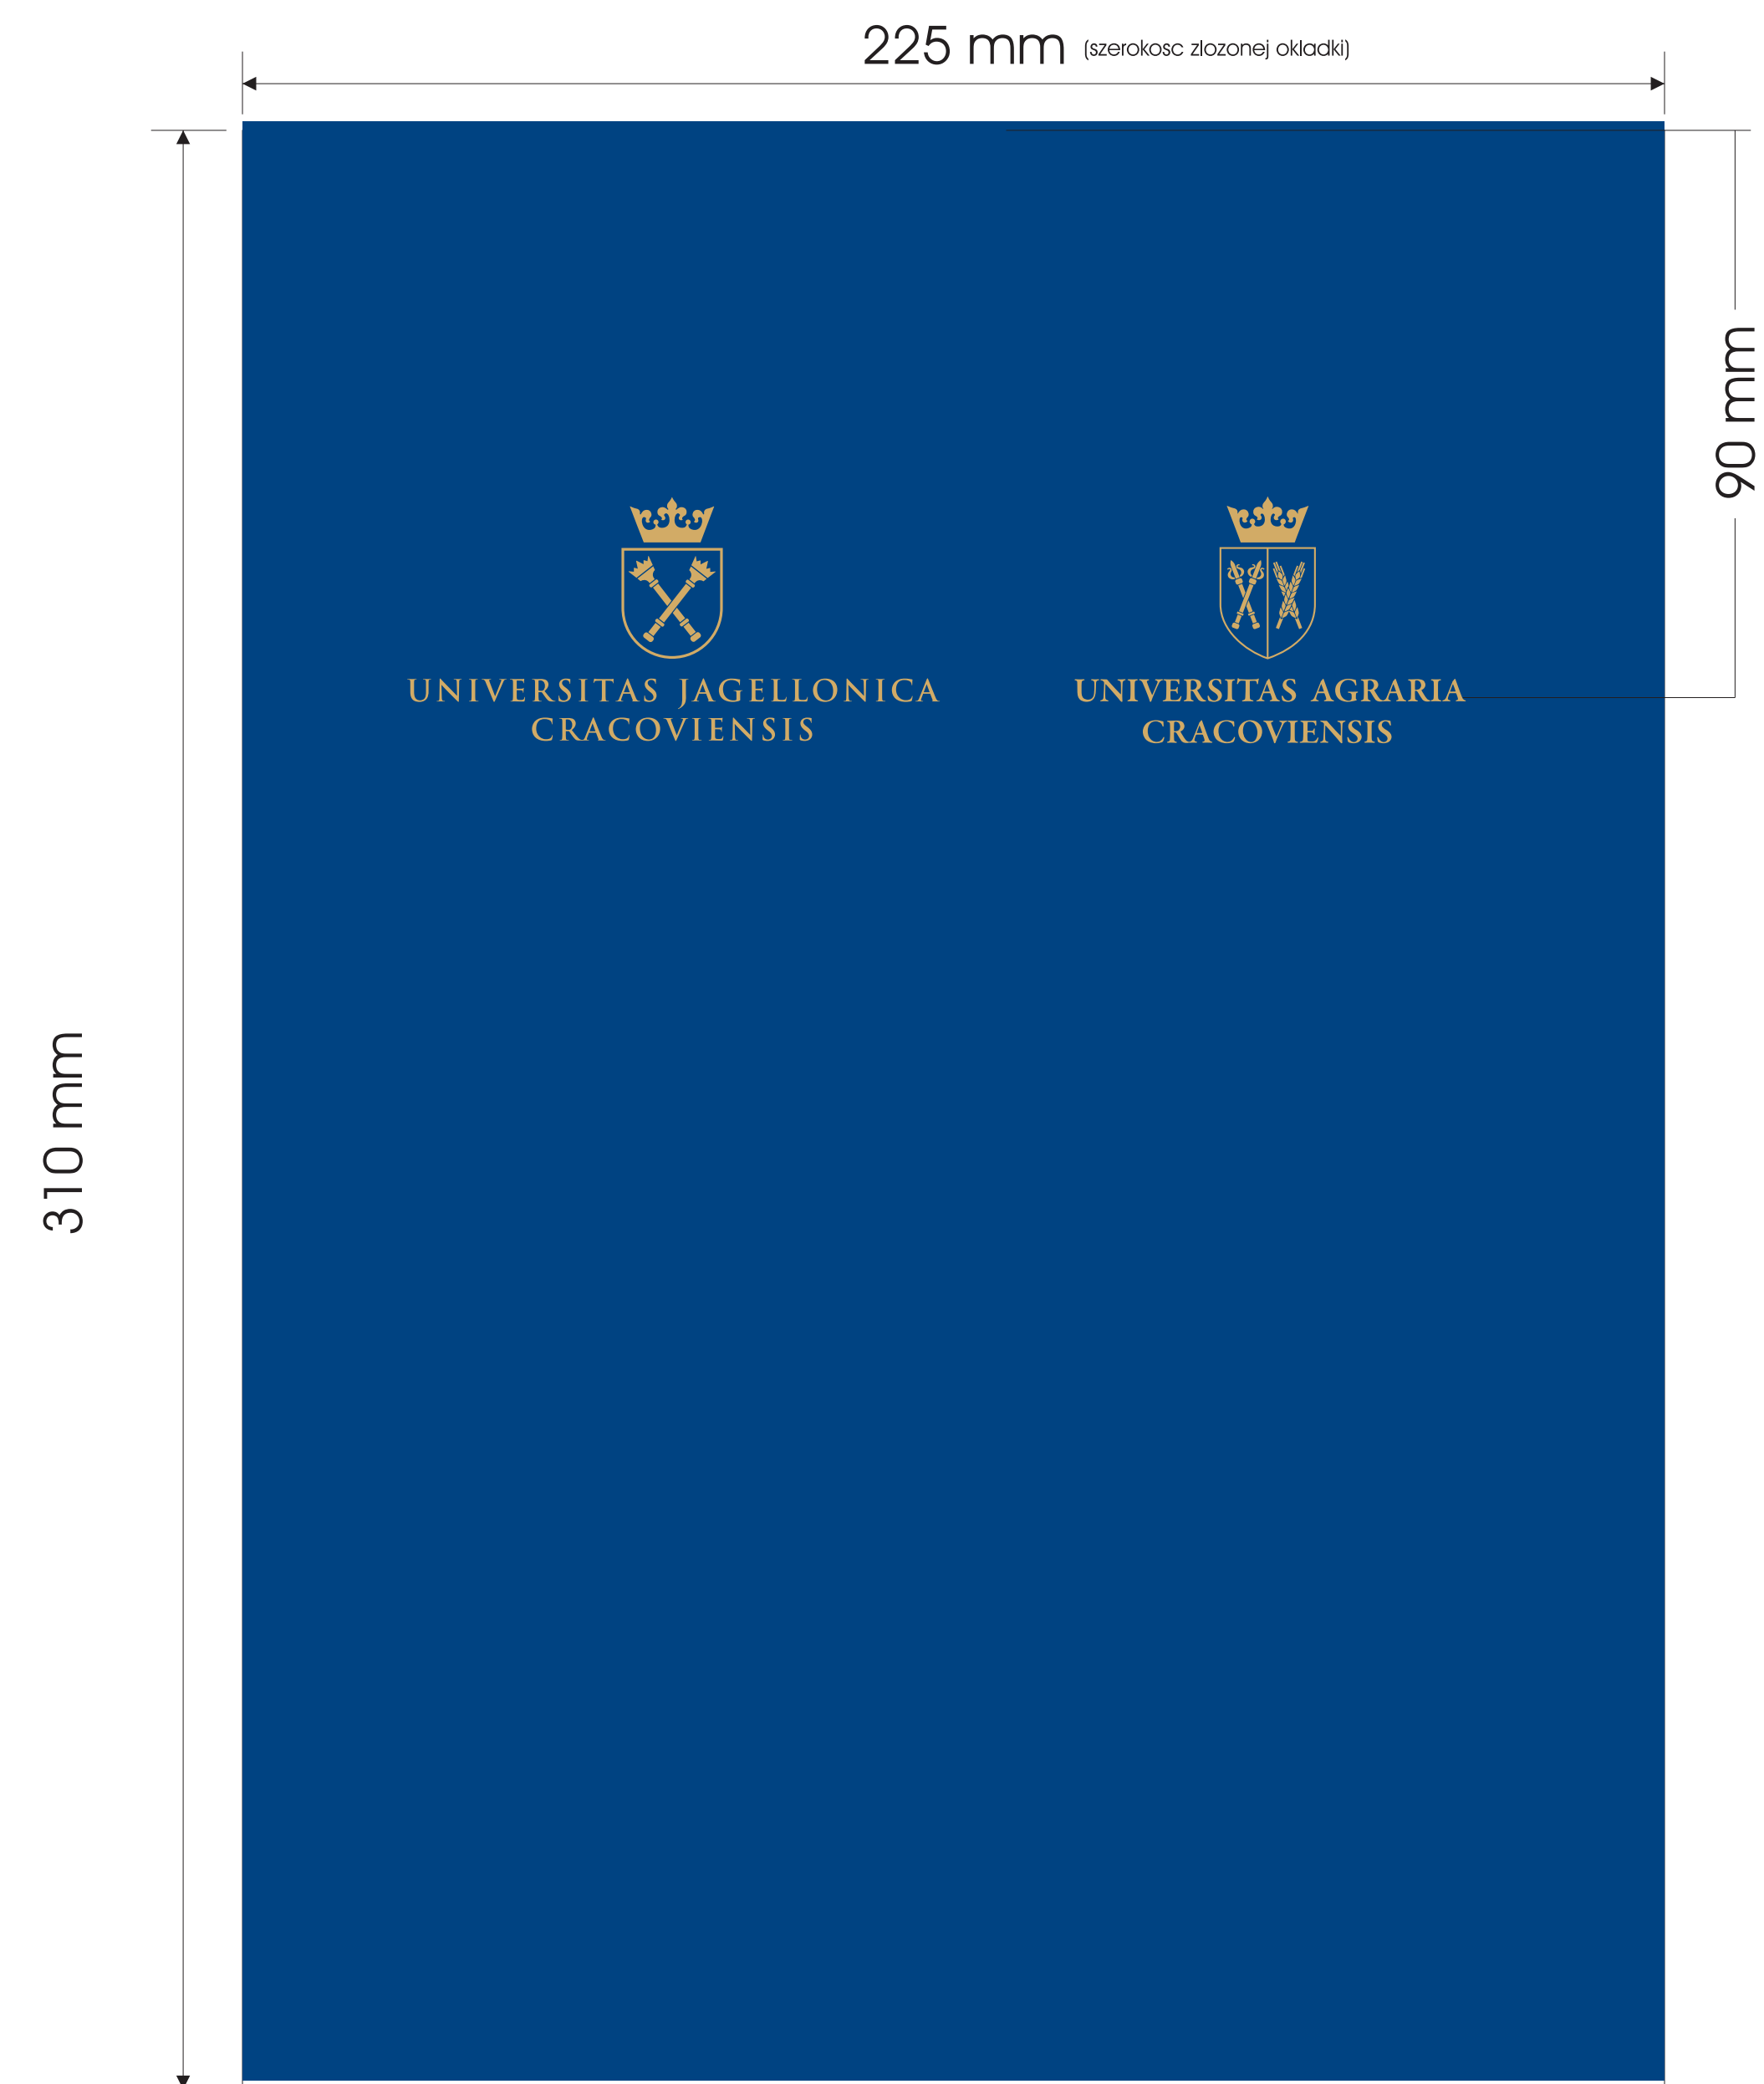 225 mm (szerokosc zlozonej okladki)
90 mm
UNIVERSITAS JAGELLONICA
CRACOVIENSIS
UNIVERSITAS AGRARIA
CRACOVIENSIS
310 mm